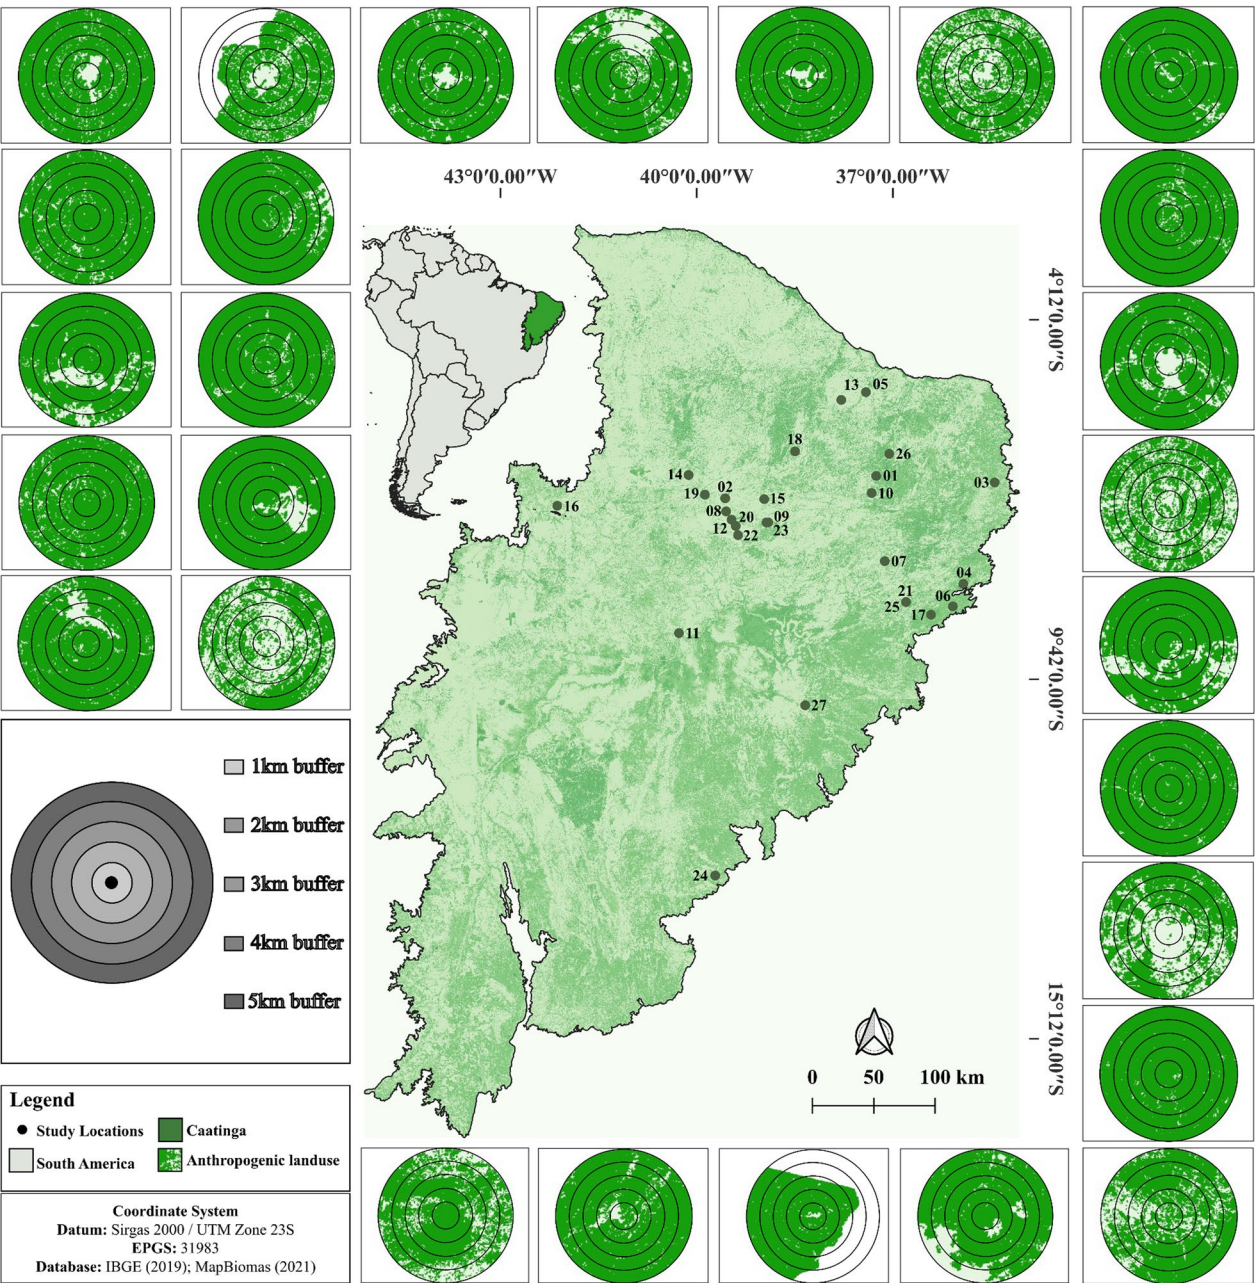 43°0'0.00"W 40°0'0.00"W 37°0'0.00"W
4°12'0.00"S
13 05
18
26
14 01
19 02 15 10 03
16 08 20 09
12 23
22
07
04
21 06
25 17
11
9°42'0.00"S
27
1km buffer
2km buffer
3km buffer
24
4km buffer
5km buffer
15°12'0.00"S
0 50 100 km
Legend
Study Locations Caatinga
South America Anthropogenic landuse
Coordinate System
Datum: Sirgas 2000 / UTM Zone 23S
EPGS: 31983
Database: IBGE (2019); MapBiomas (2021)